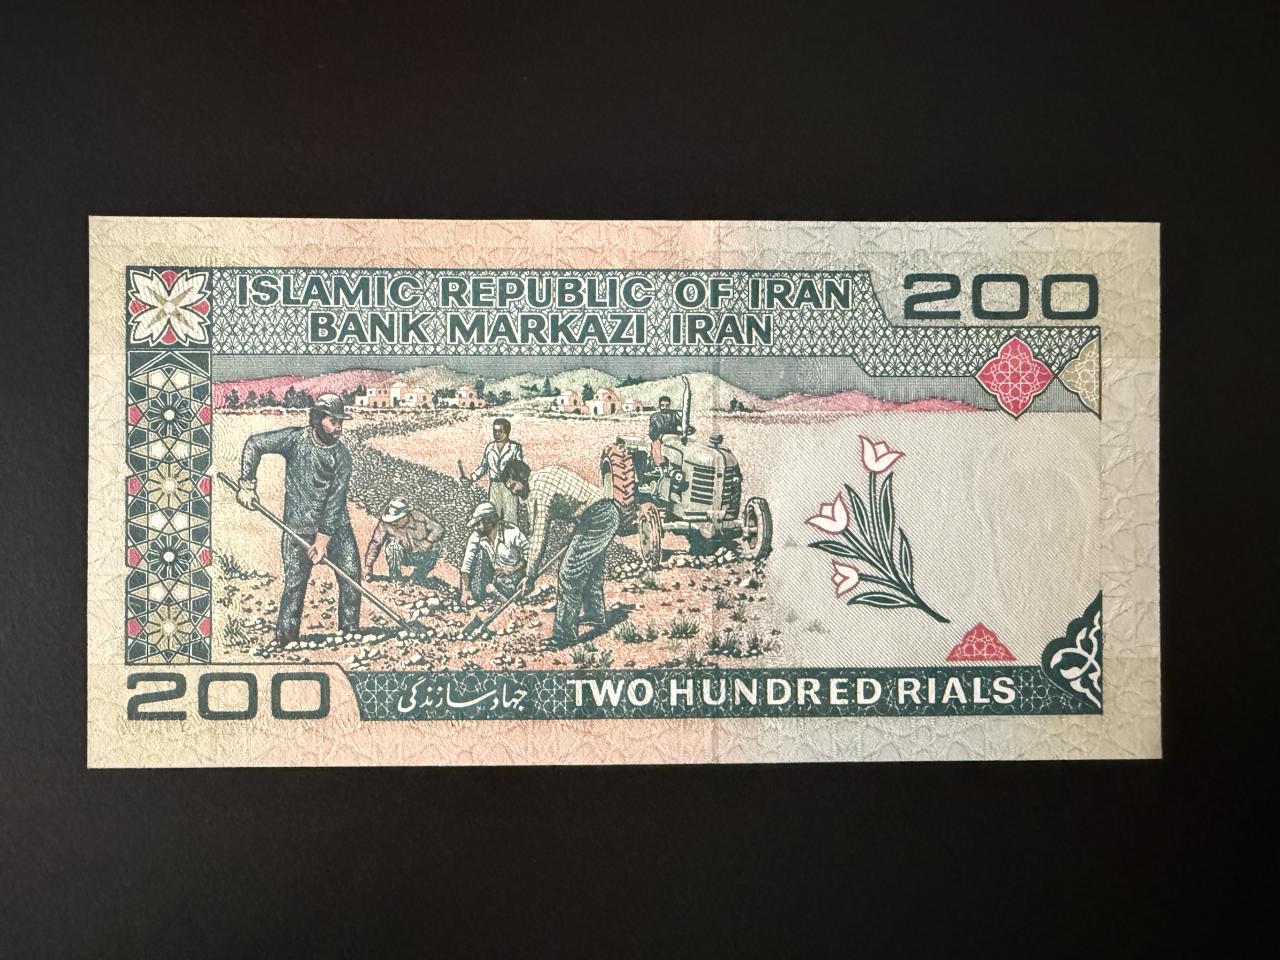 ISLAMIC REPUBLIC OF IRAN
200
BANK MARKAZI IRAN
200
جهاد سازندگی
TWO HUNDRED RIALS